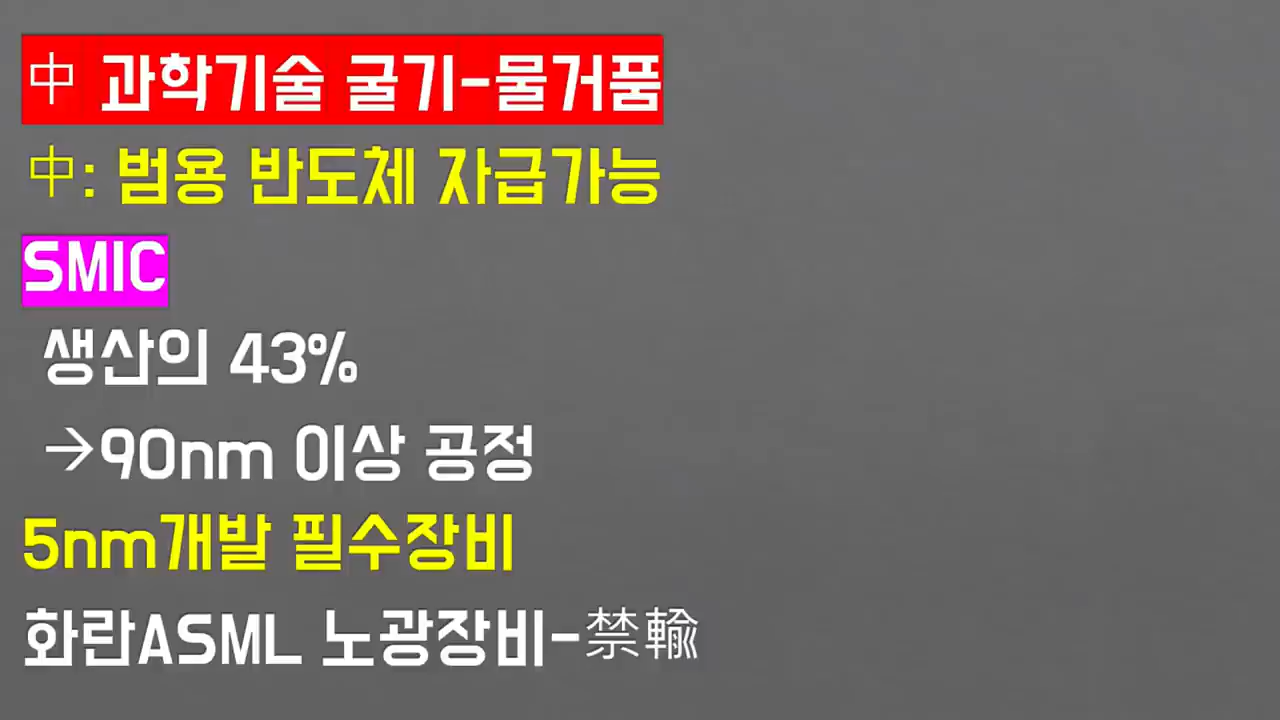 中 과학기술 굴기-물거품
中: 범용 반도체 자급가능
SMIC
생산의 43%
→90nm 이상 공정
5nm개발 필수장비
화란ASML 노광장비-禁輸